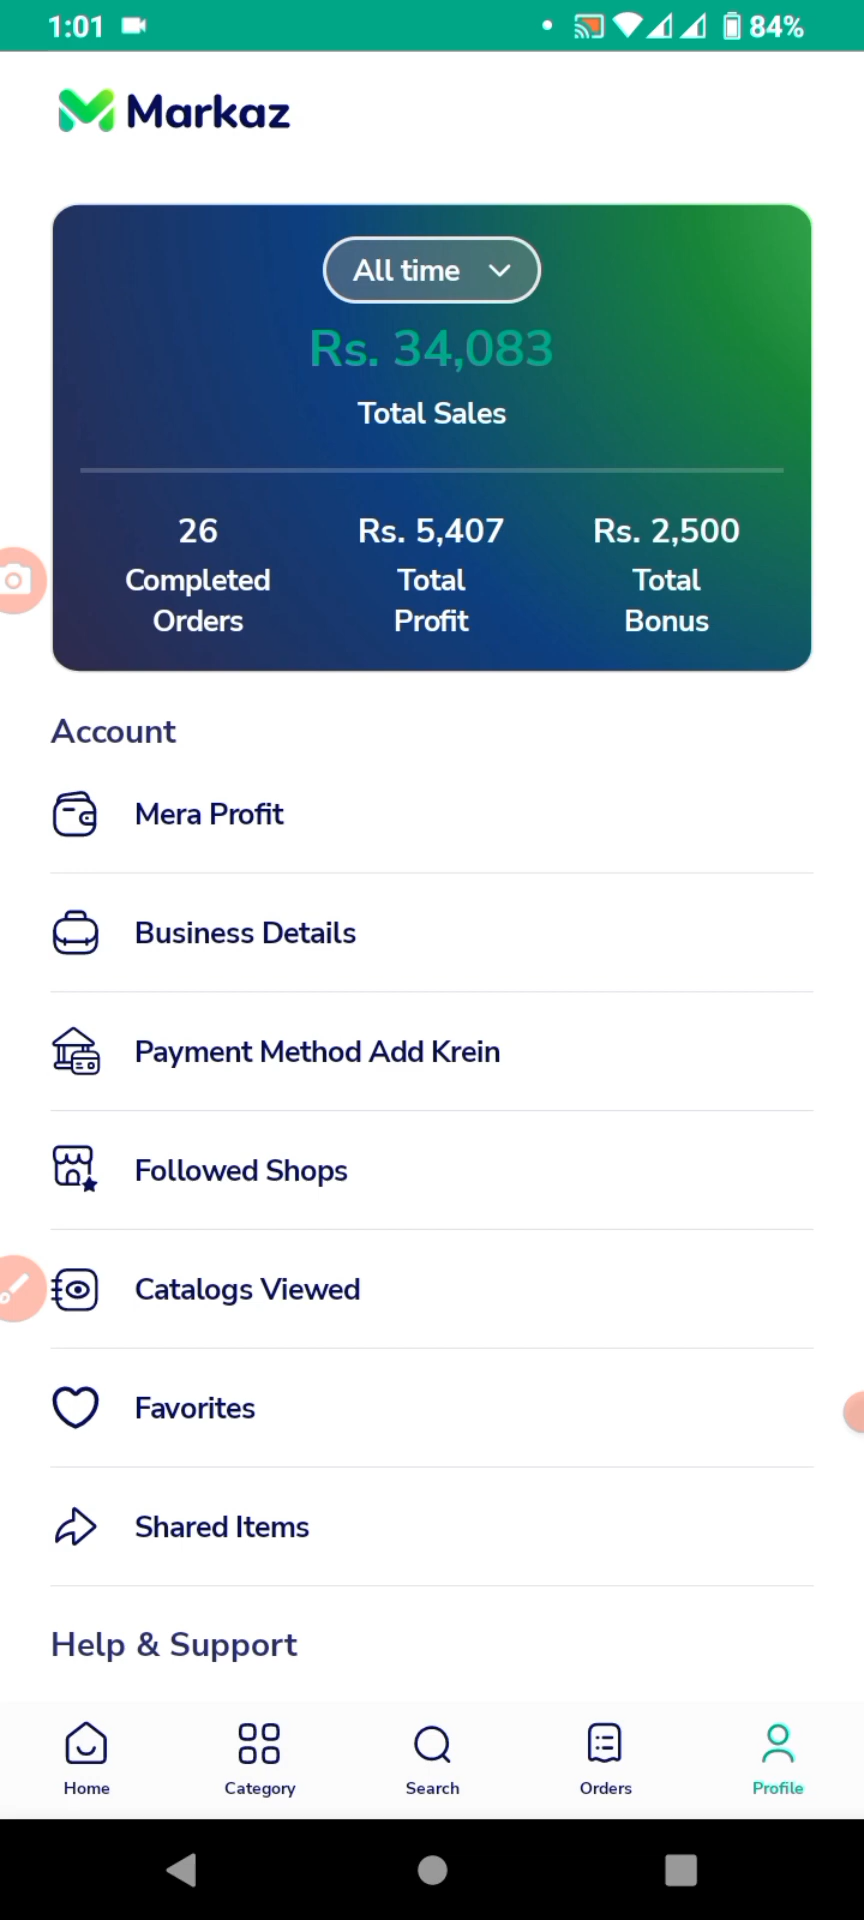 1:01
84%
Markaz
All time
Rs. 34,083
Total Sales
26
Completed
Orders
Rs. 5,407
Total
Profit
Rs. 2,500
Total
Bonus
Account
Mera Profit
Business Details
Payment Method Add Krein
Followed Shops
Catalogs Viewed
Favorites
Shared Items
Help & Support
Home
Category
Search
Orders
Profile